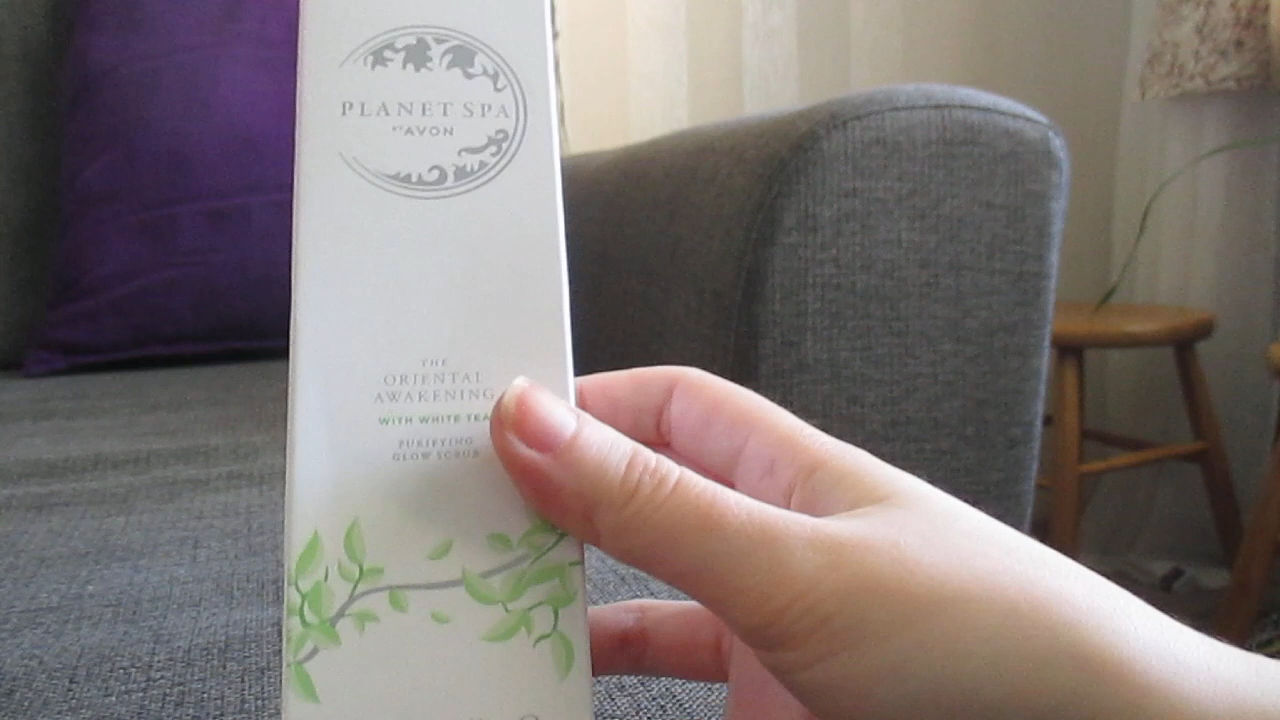 PLANET SPA
BY AVON
THE
ORIENTAL
AWAKENING
WITH WHITE TEA
PURIFYING
GLOW SCRUB